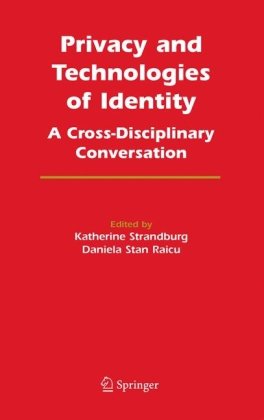 Privacy and
Technologies
of Identity
A Cross-Disciplinary
Conversation
Edited by
Katherine Strandburg
Daniela Stan Raicu
Springer